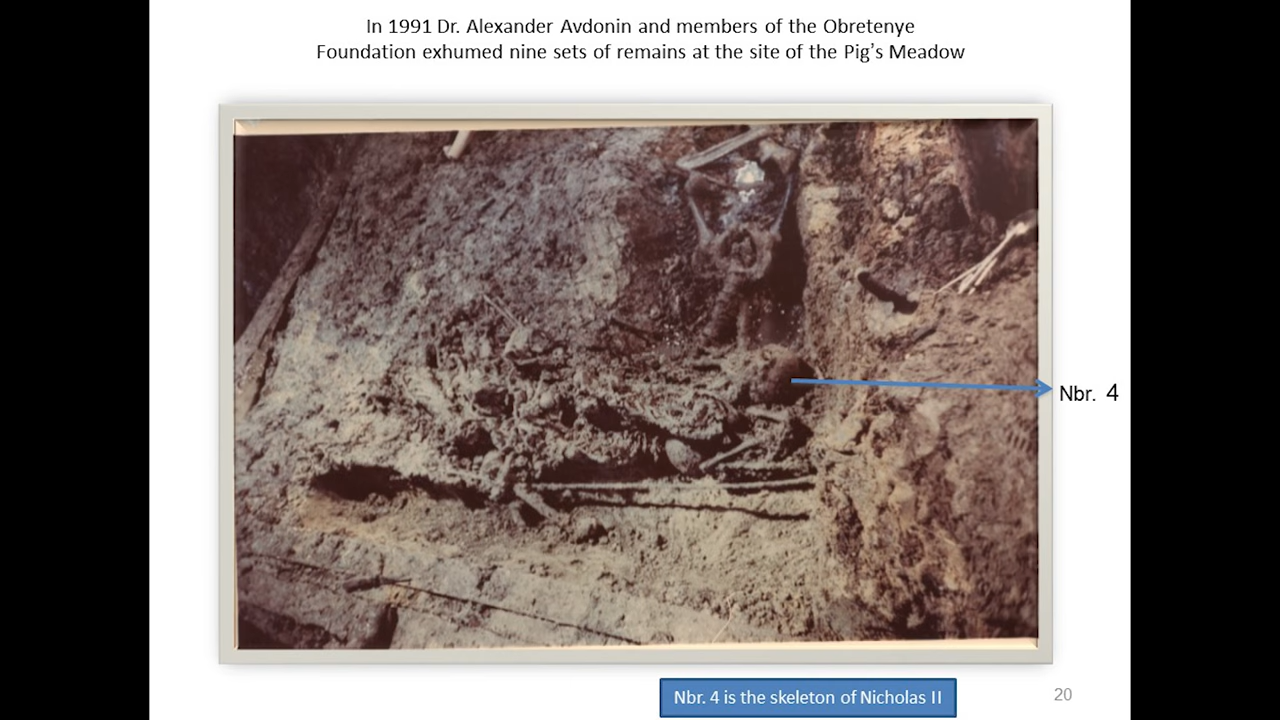 In 1991 Dr. Alexander Avdonin and members of the Obretenye
Foundation exhumed nine sets of remains at the site of the Pig’s Meadow
Nbr. 4
Nbr. 4 is the skeleton of Nicholas II
20